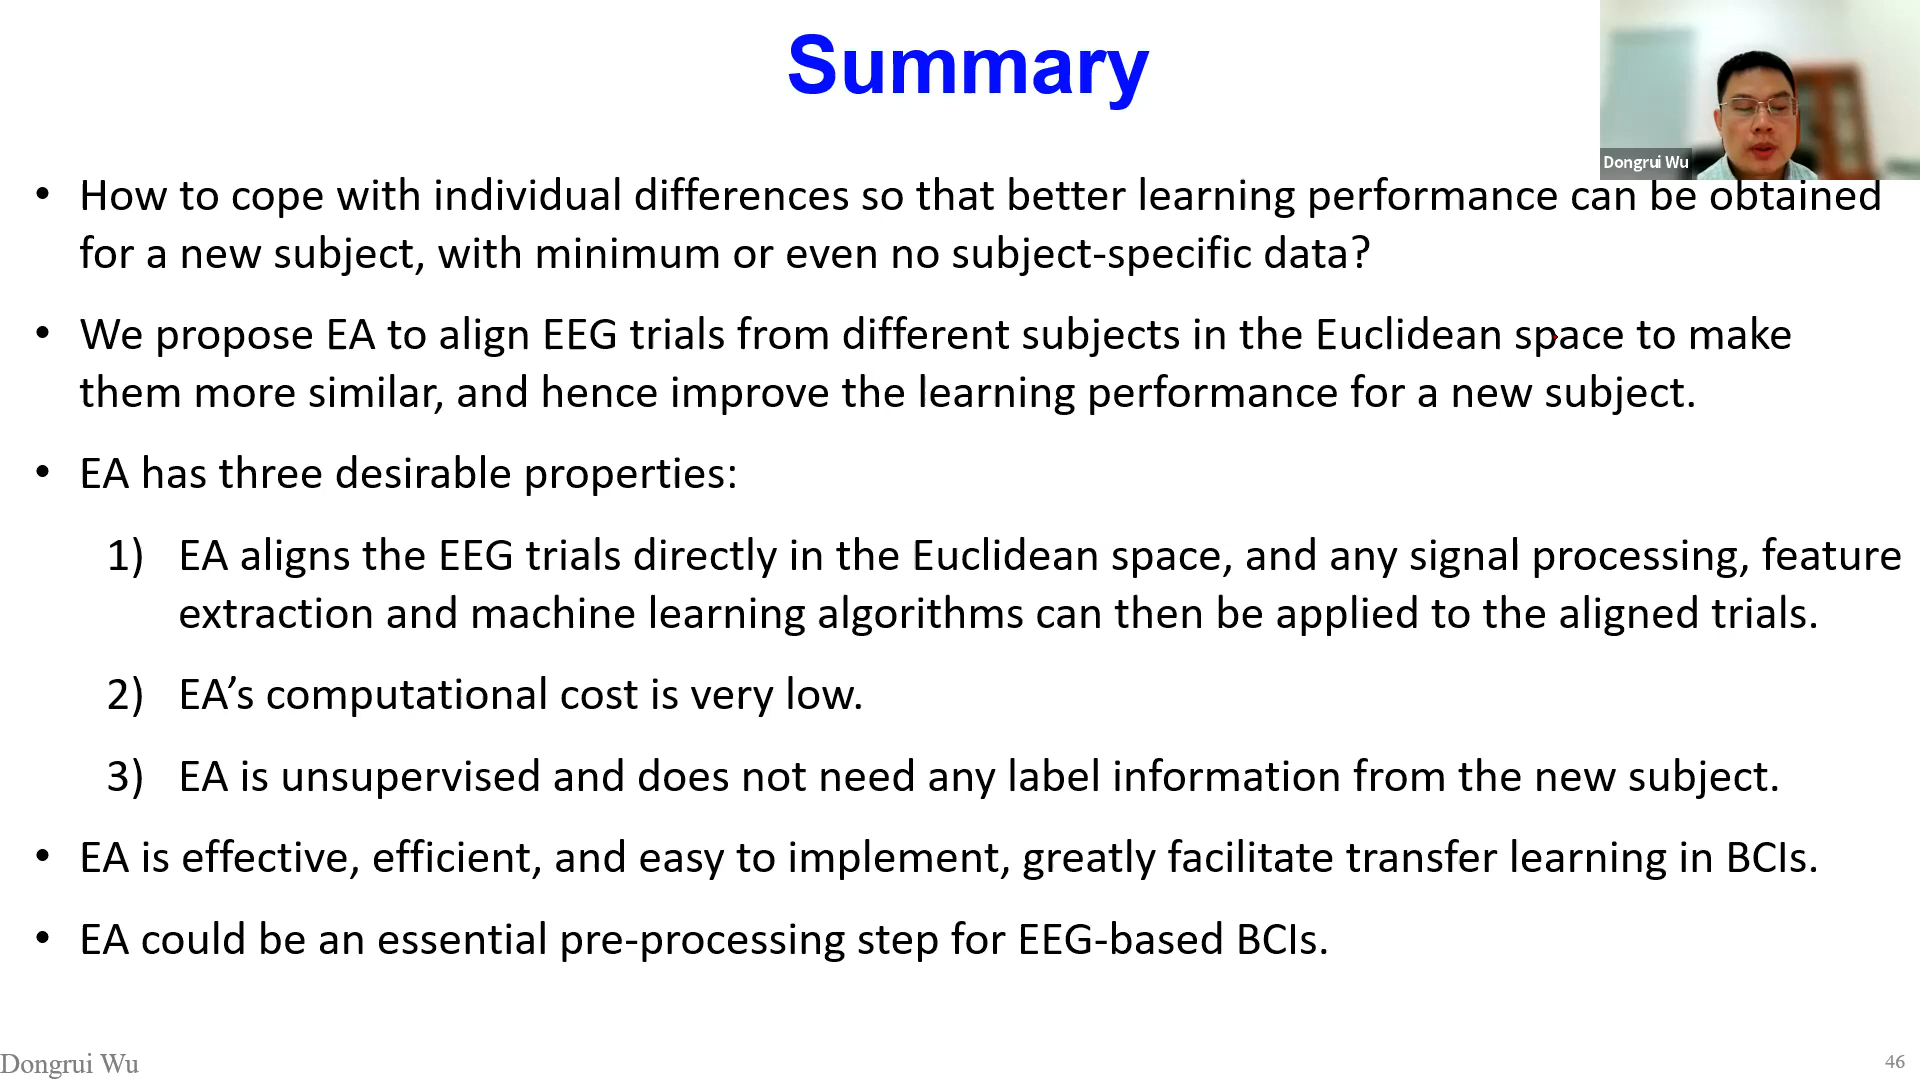 Summary
Dongrui Wu
• How to cope with individual differences so that better learning performance can be obtained
for a new subject, with minimum or even no subject-specific data?
• We propose EA to align EEG trials from different subjects in the Euclidean space to make
them more similar, and hence improve the learning performance for a new subject.
• EA has three desirable properties:
1) EA aligns the EEG trials directly in the Euclidean space, and any signal processing, feature
extraction and machine learning algorithms can then be applied to the aligned trials.
2) EA’s computational cost is very low.
3) EA is unsupervised and does not need any label information from the new subject.
• EA is effective, efficient, and easy to implement, greatly facilitate transfer learning in BCIs.
• EA could be an essential pre-processing step for EEG-based BCIs.
Dongrui Wu
46